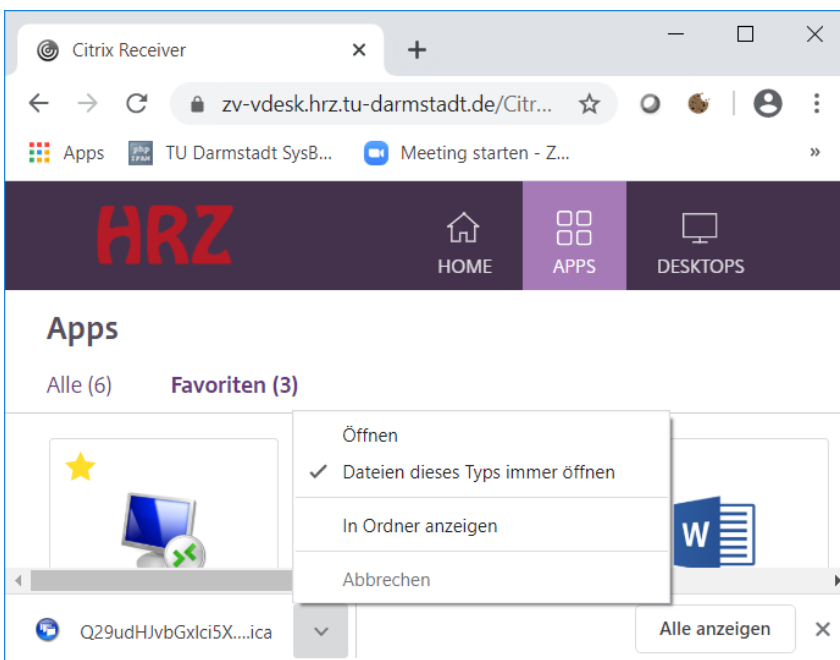 Citrix Receiver
zv-vdesk.hrz.tu-darmstadt.de/Citr...
Apps
php IPAM
TU Darmstadt SysB...
Meeting starten - Z...
HRZ
HOME
APPS
DESKTOPS
Apps
Alle (6)
Favoriten (3)
Öffnen
Dateien dieses Typs immer öffnen
In Ordner anzeigen
Abbrechen
W
Q29udHJvbGxlci5X....ica
Alle anzeigen